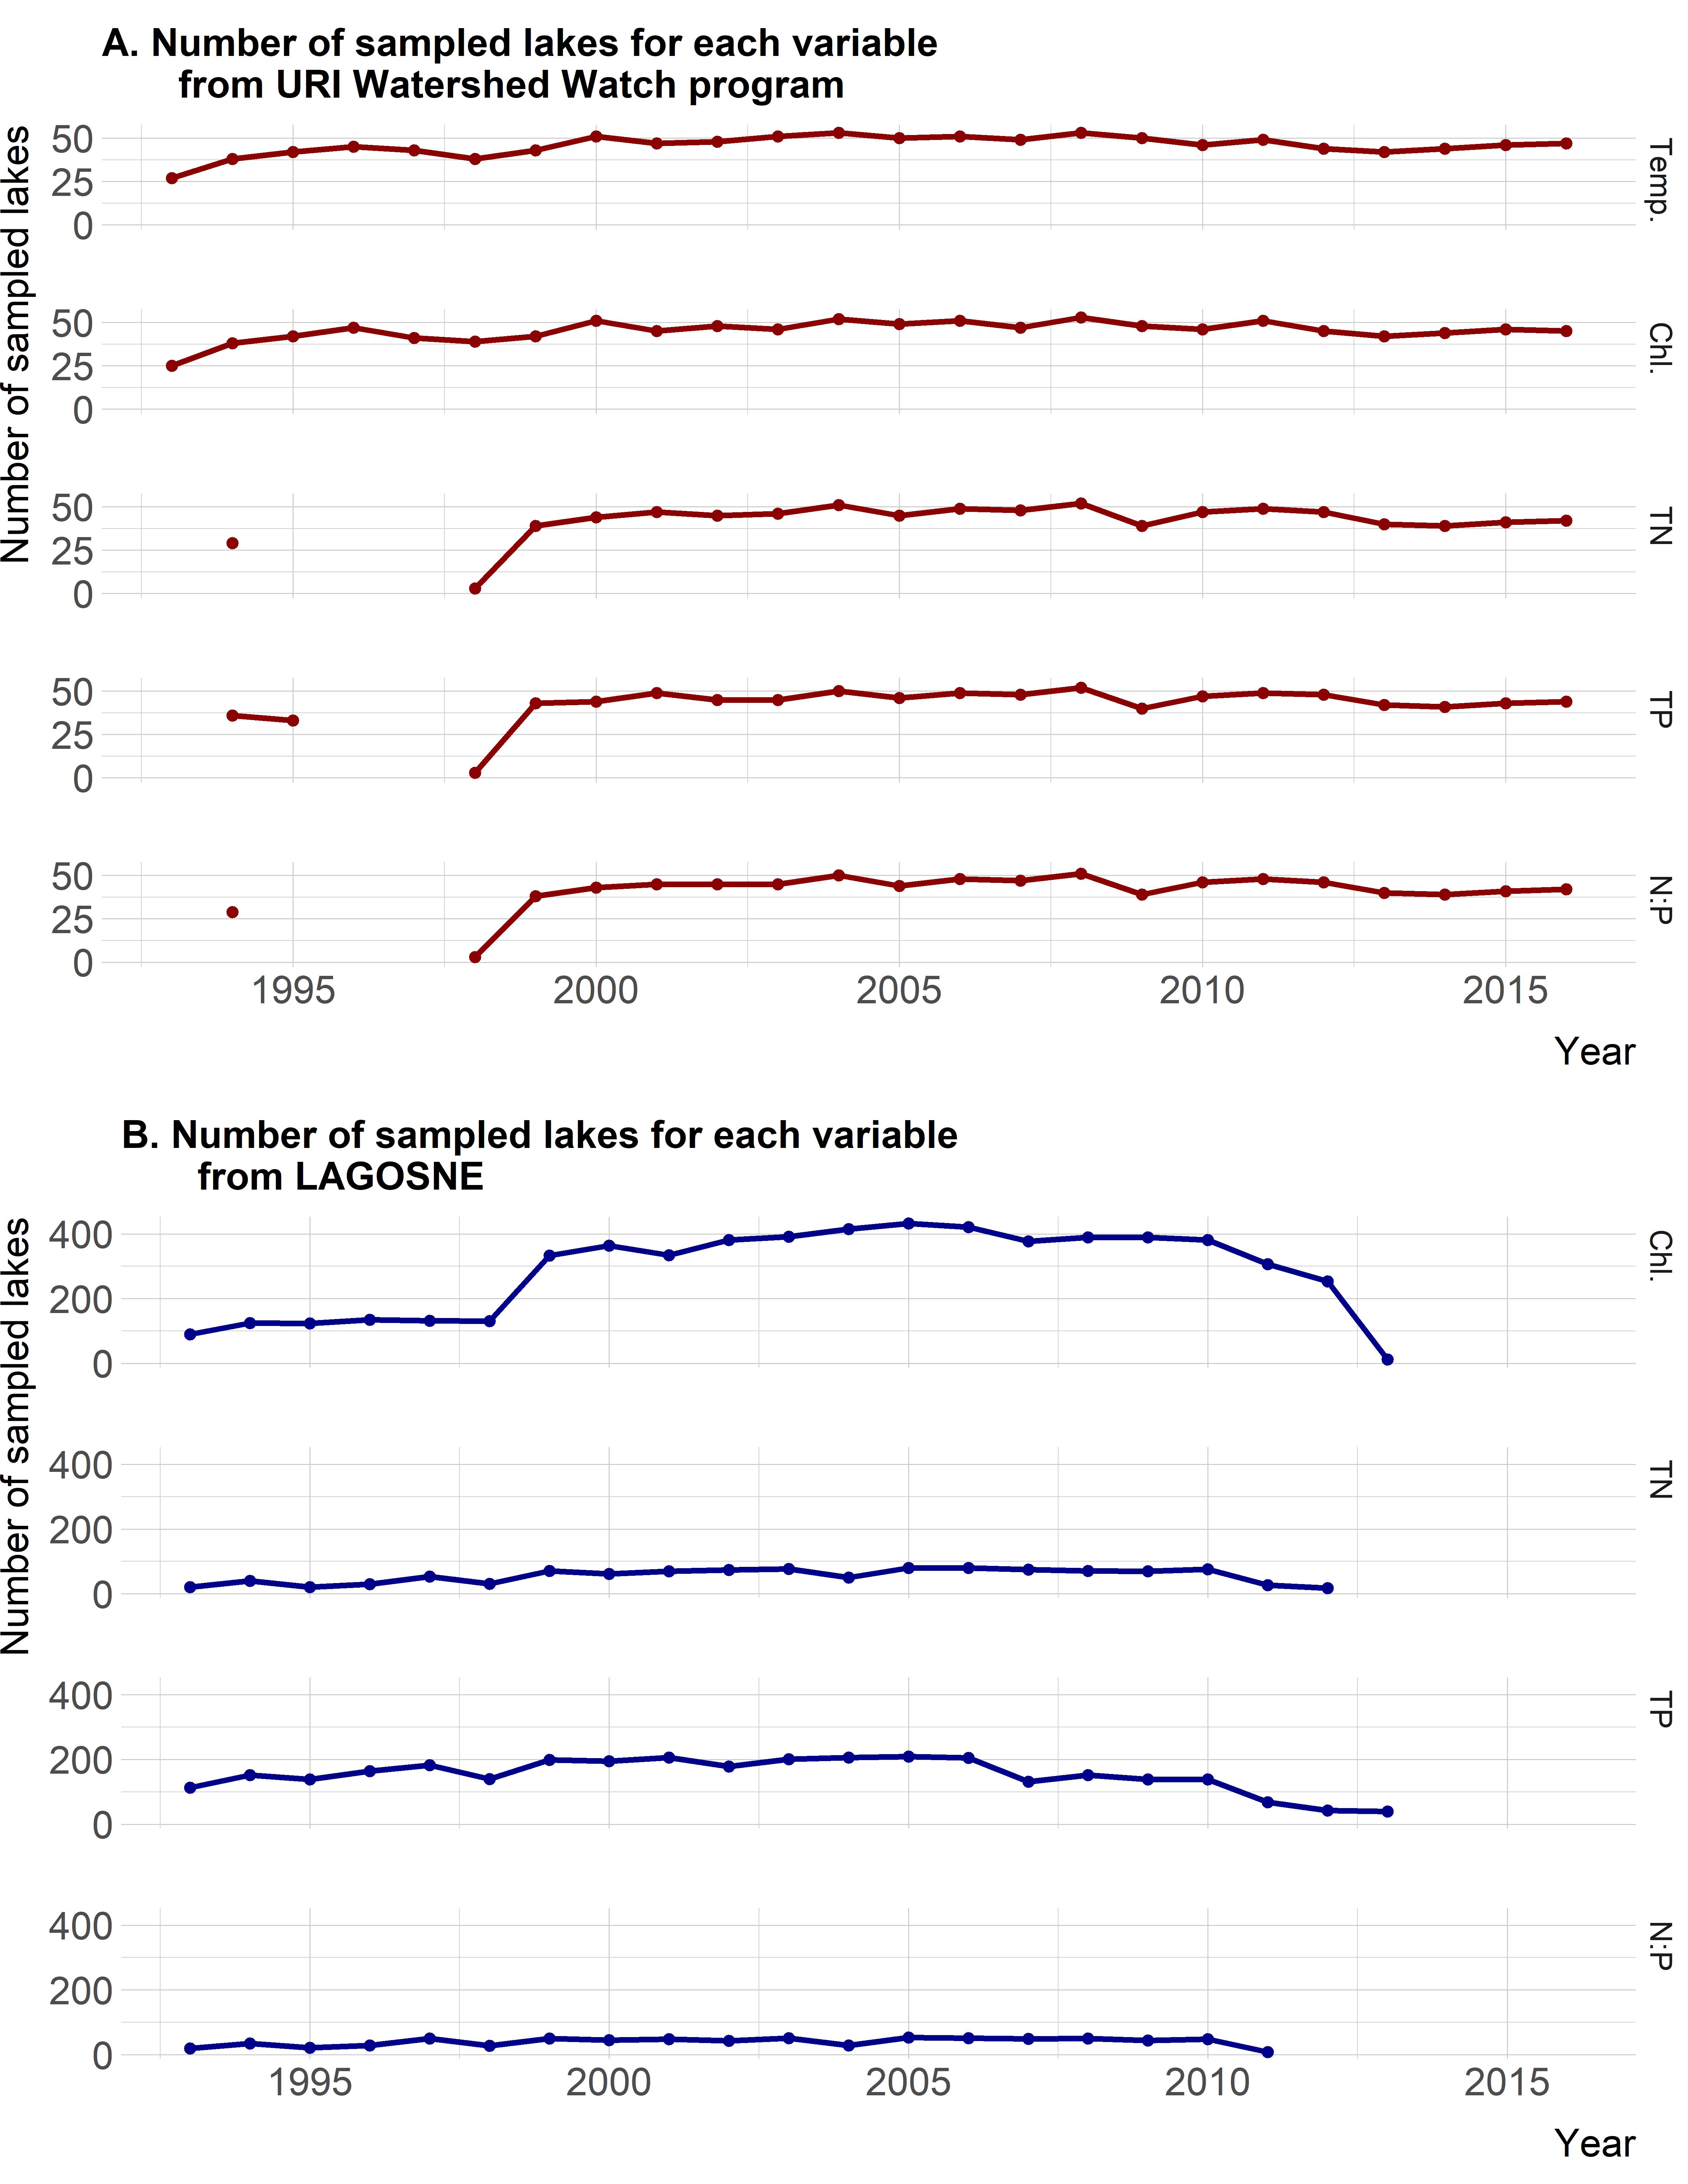 A. Number of sampled lakes for each variable
from URI Watershed Watch program
Number of sampled lakes
50
25
0
Temp.
50
25
0
Chl.
50
25
0
TN
50
25
0
TP
50
25
0
N:P
1995 2000 2005 2010 2015
Year
B. Number of sampled lakes for each variable
from LAGOSNE
Number of sampled lakes
400
200
0
Chl.
400
200
0
TN
400
200
0
TP
400
200
0
N:P
1995 2000 2005 2010 2015
Year